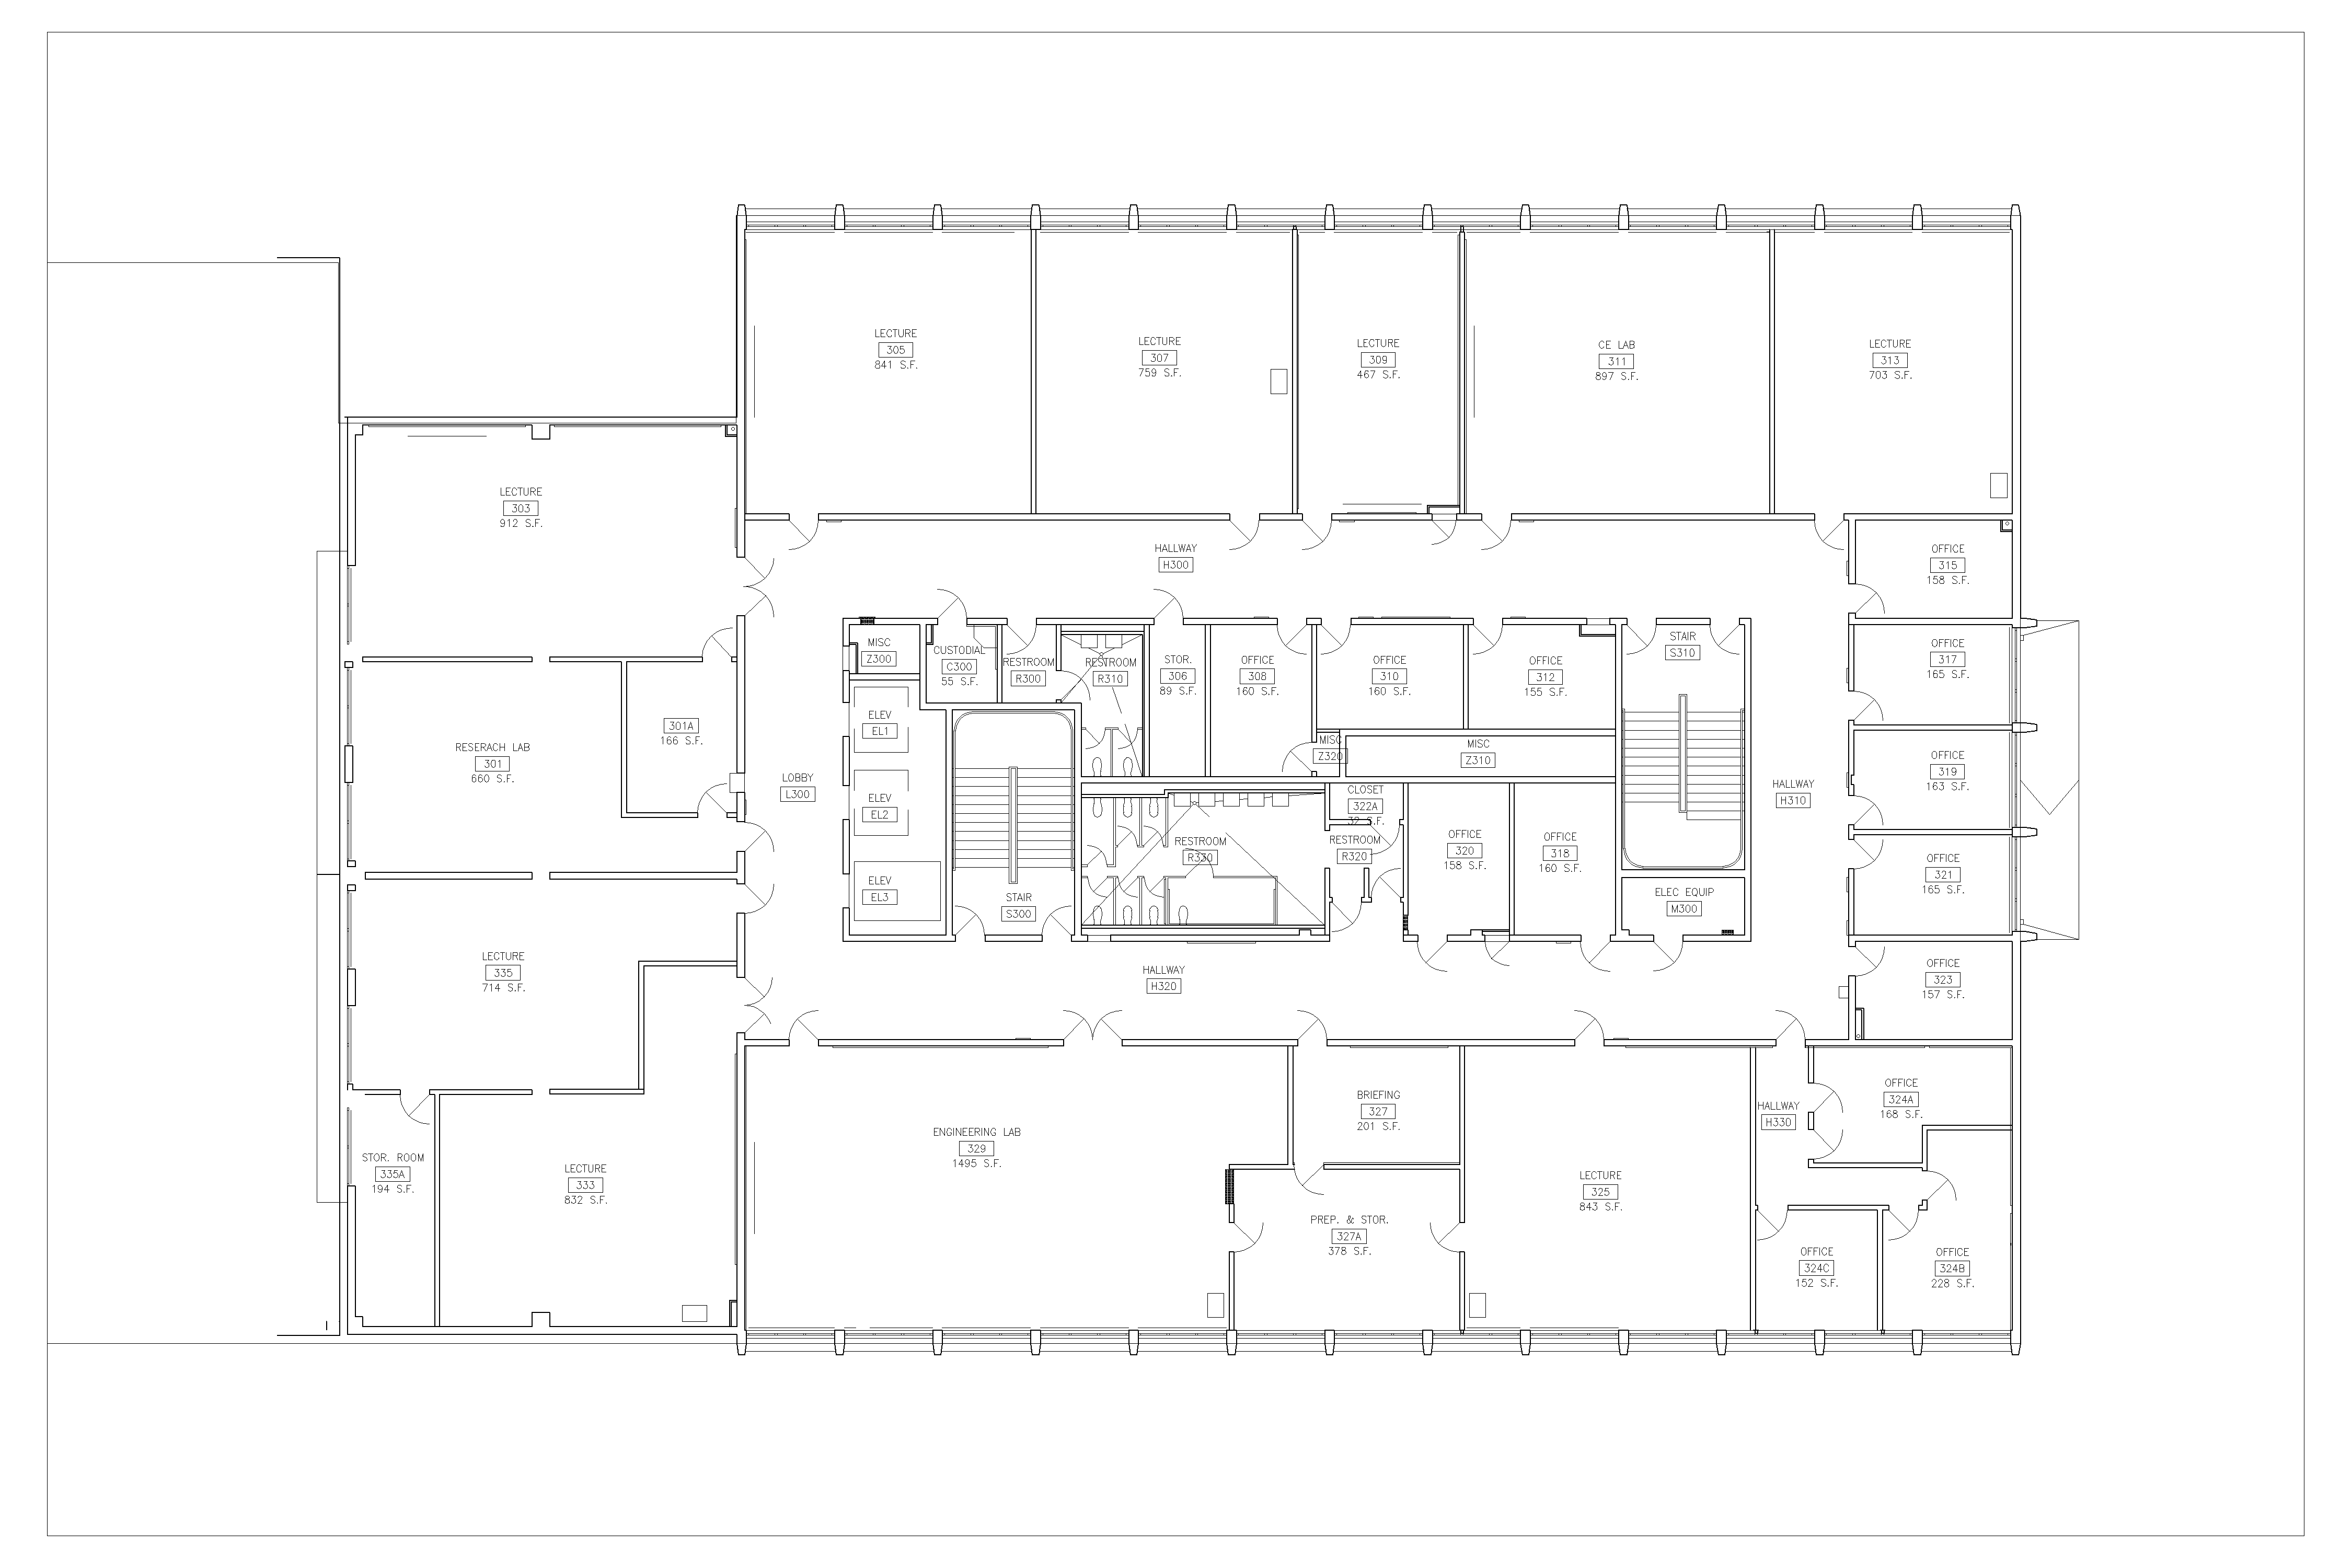 LECTURE
305
841 S.F.
LECTURE
307
759 S.F.
LECTURE
309
467 S.F.
CE LAB
311
897 S.F.
LECTURE
313
703 S.F.
LECTURE
303
912 S.F.
HALLWAY
H300
OFFICE
315
158 S.F.
MISC
Z300
CUSTODIAL
C300
55 S.F.
RESTROOM
R300
RESTROOM
R310
STOR.
306
89 S.F.
OFFICE
308
160 S.F.
OFFICE
310
160 S.F.
OFFICE
312
155 S.F.
STAIR
S310
OFFICE
317
165 S.F.
301A
166 S.F.
RESERACH LAB
301
660 S.F.
ELEV
EL1
MISC
Z320
MISC
Z310
LOBBY
L300
HALLWAY
H310
OFFICE
319
163 S.F.
ELEV
EL2
CLOSET
322A
32 S.F.
RESTROOM
R330
RESTROOM
R320
OFFICE
320
158 S.F.
OFFICE
318
160 S.F.
OFFICE
321
165 S.F.
ELEV
EL3
STAIR
S300
ELEC EQUIP
M300
LECTURE
335
714 S.F.
HALLWAY
H320
OFFICE
323
157 S.F.
STOR. ROOM
335A
194 S.F.
LECTURE
333
832 S.F.
ENGINEERING LAB
329
1495 S.F.
BRIEFING
327
201 S.F.
PREP. & STOR.
327A
378 S.F.
LECTURE
325
843 S.F.
HALLWAY
H330
OFFICE
324A
168 S.F.
OFFICE
324C
152 S.F.
OFFICE
324B
228 S.F.